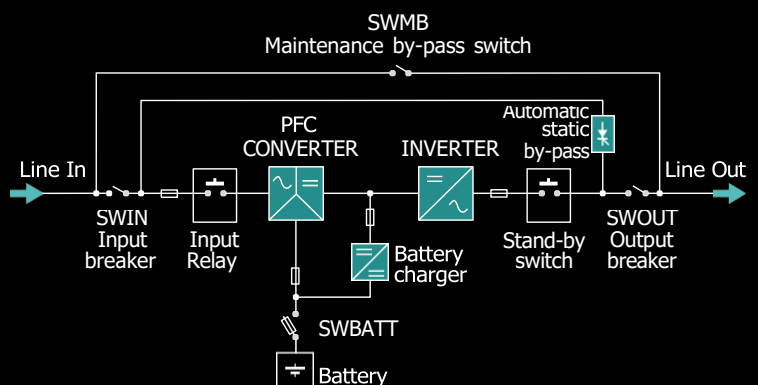 SWMB
Maintenance by-pass switch
Automatic
static
by-pass
PFC
CONVERTER
INVERTER
Line In
Line Out
SWIN
Input
breaker
Input
Relay
Battery
charger
Stand-by
switch
SWOUT
Output
breaker
SWBATT
Battery